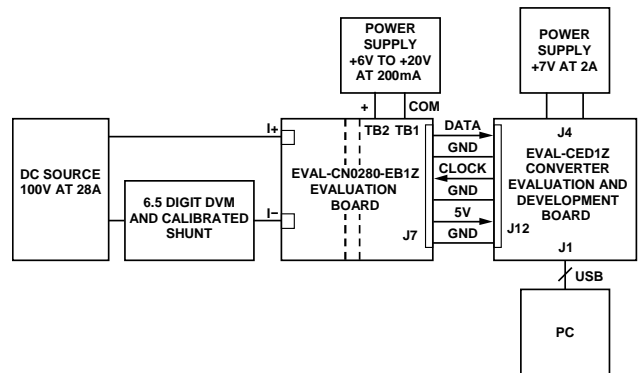 POWER
SUPPLY
+6V TO +20V
AT 200mA
POWER
SUPPLY
+7V AT 2A
+
COM
I+
TB2 TB1
DATA
J4
GND
DC SOURCE
100V AT 28A
EVAL-CN0280-EB1Z
EVALUATION
BOARD
CLOCK
GND
EVAL-CED1Z
CONVERTER
EVALUATION AND
DEVELOPMENT
BOARD
6.5 DIGIT DVM
AND CALIBRATED
SHUNT
I−
5V
J7
GND
J12
J1
USB
PC